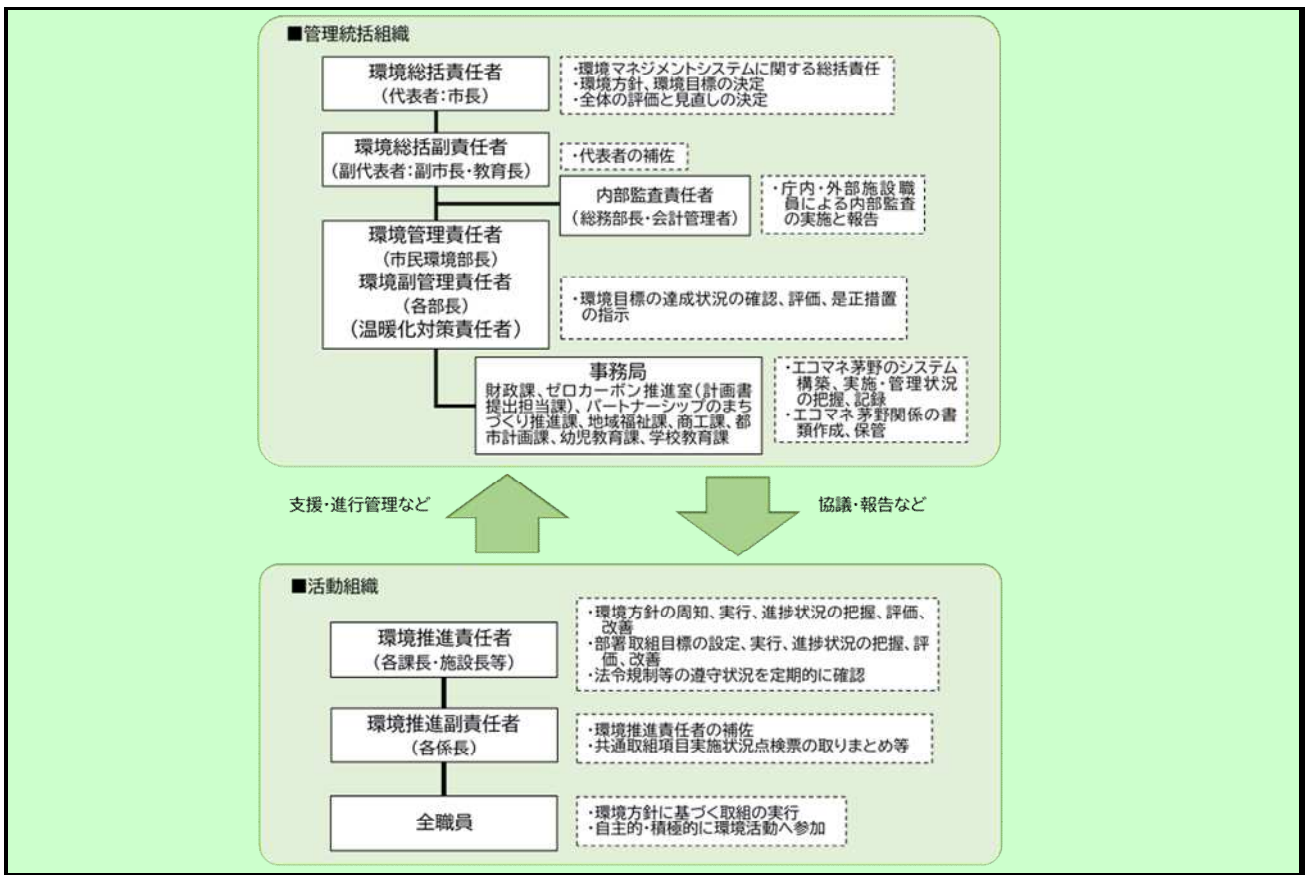 ■管理統括組織
環境総括責任者
(代表者:市長)
・環境マネジメントシステムに関する総括責任
・環境方針、環境目標の決定
・全体の評価と見直しの決定
環境総括副責任者
(副代表者:副市長・教育長)
・代表者の補佐
内部監査責任者
(総務部長・会計管理者)
・庁内・外部施設職
員による内部監査
の実施と報告
環境管理責任者
(市民環境部長)
環境副管理責任者
(各部長)
(温暖化対策責任者)
・環境目標の達成状況の確認、評価、是正措置
の指示
事務局
財政課、ゼロカーボン推進室(計画書
提出担当課)、パートナーシップのまち
づくり推進課、地域福祉課、商工課、都
市計画課、幼児教育課、学校教育課
・エコマネ茅野のシステム
構築、実施・管理状況
の把握、記録
・エコマネ茅野関係の書
類作成、保管
支援・進行管理など
協議・報告など
■活動組織
環境推進責任者
(各課長・施設長等)
・環境方針の周知、実行、進捗状況の把握、評価、
改善
・部署取組目標の設定、実行、進捗状況の把握、評
価、改善
・法令規制等の遵守状況を定期的に確認
環境推進副責任者
(各係長)
・環境推進責任者の補佐
・共通取組項目実施状況点検票の取りまとめ等
全職員
・環境方針に基づく取組の実行
・自主的・積極的に環境活動へ参加